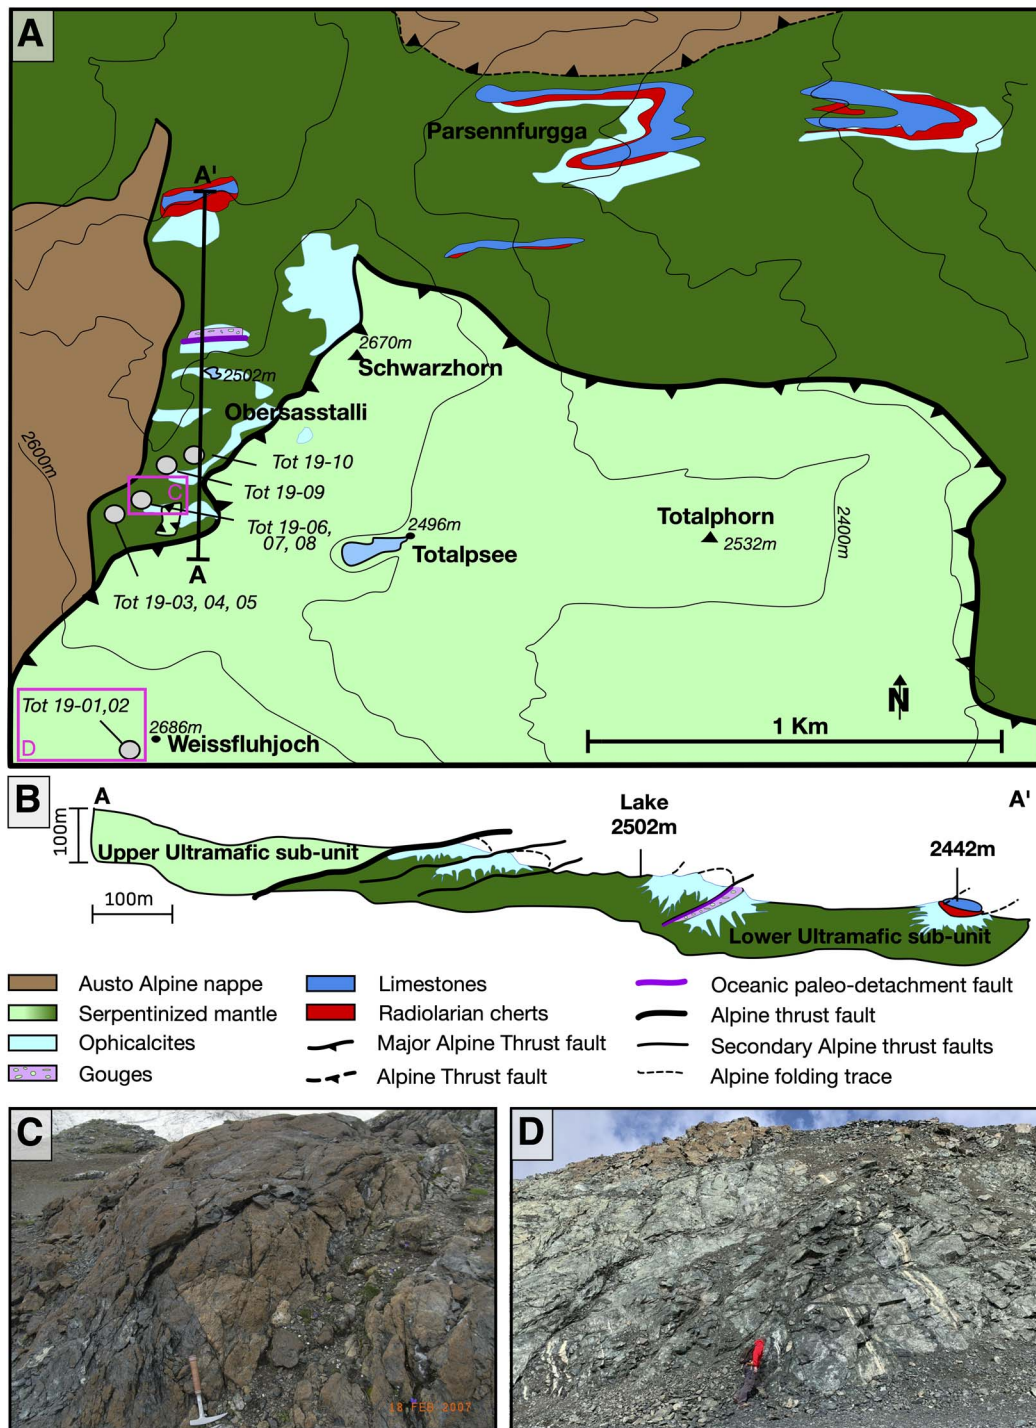 A
Parsennfurgga
A'
2670m
Schwarzhorn
2502m
Obersasstalli
2600m
Tot 19-10
C
Tot 19-09
Tot 19-06,
07, 08
2496m
Totalpsee
Totalphorn
2532m
2400m
A
Tot 19-03, 04, 05
N
1 Km
Tot 19-01,02
D
2686m
Weissfluhjoch
B
A
A'
100m
Upper Ultramafic sub-unit
100m
Lake
2502m
2442m
Lower Ultramafic sub-unit
Austo Alpine nappe
Serpentinized mantle
Ophicalcites
Gouges
Limestones
Radiolarian cherts
Major Alpine Thrust fault
Alpine Thrust fault
Oceanic paleo-detachment fault
Alpine thrust fault
Secondary Alpine thrust faults
Alpine folding trace
C
18 FEB 2007
D